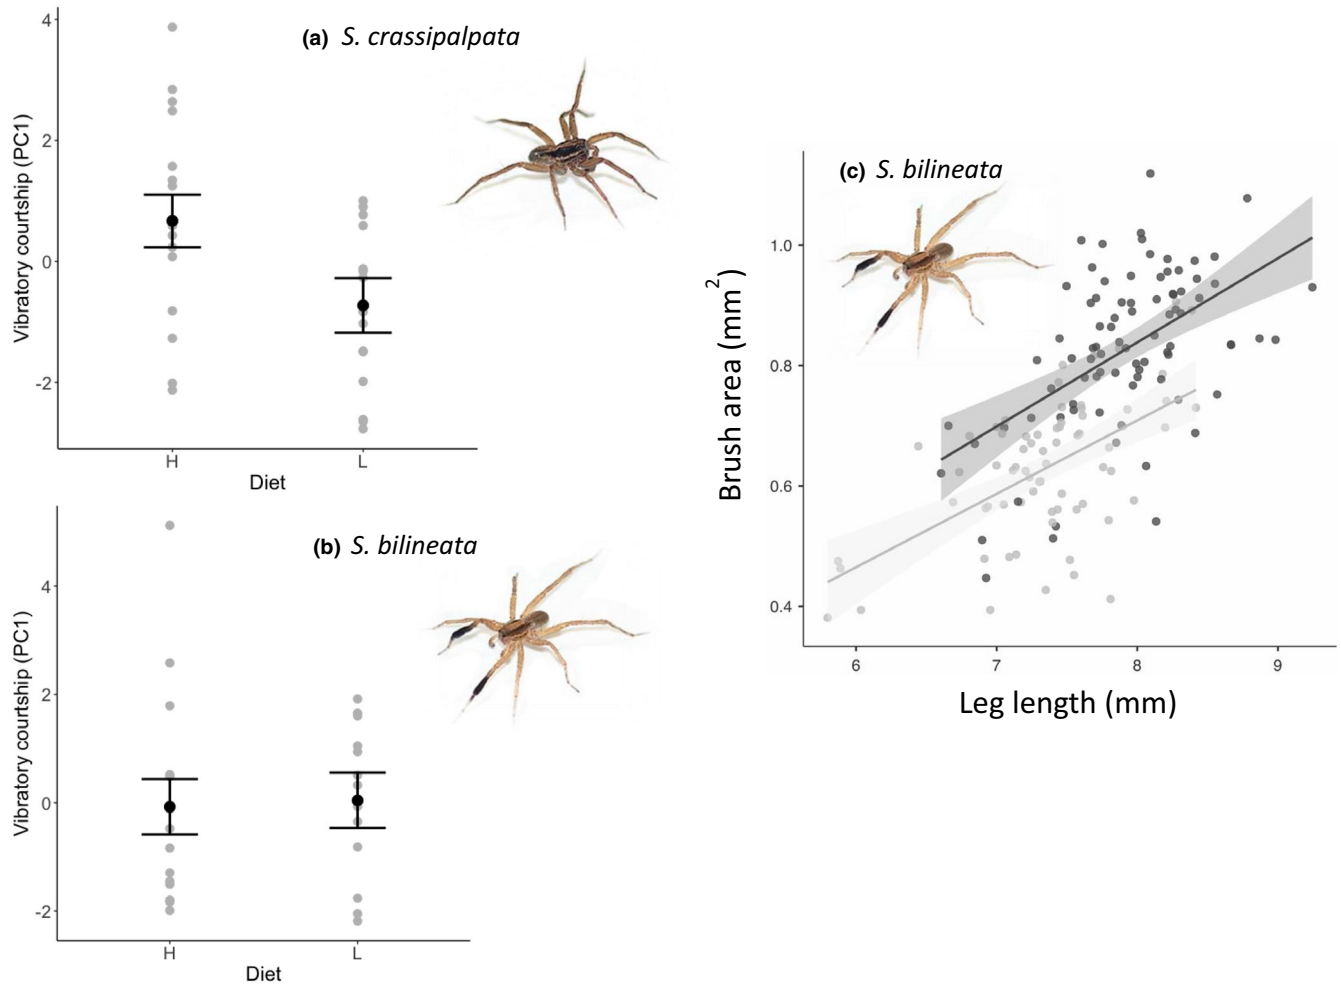 (a) S. crassipalpata
4
2
0
-2
Vibratory courtship (PC1)
H
L
Diet
(b) S. bilineata
4
2
0
-2
Vibratory courtship (PC1)
H
L
Diet
(c) S. bilineata
1.0
0.8
0.6
0.4
Brush area (mm²)
6
7
8
9
Leg length (mm)